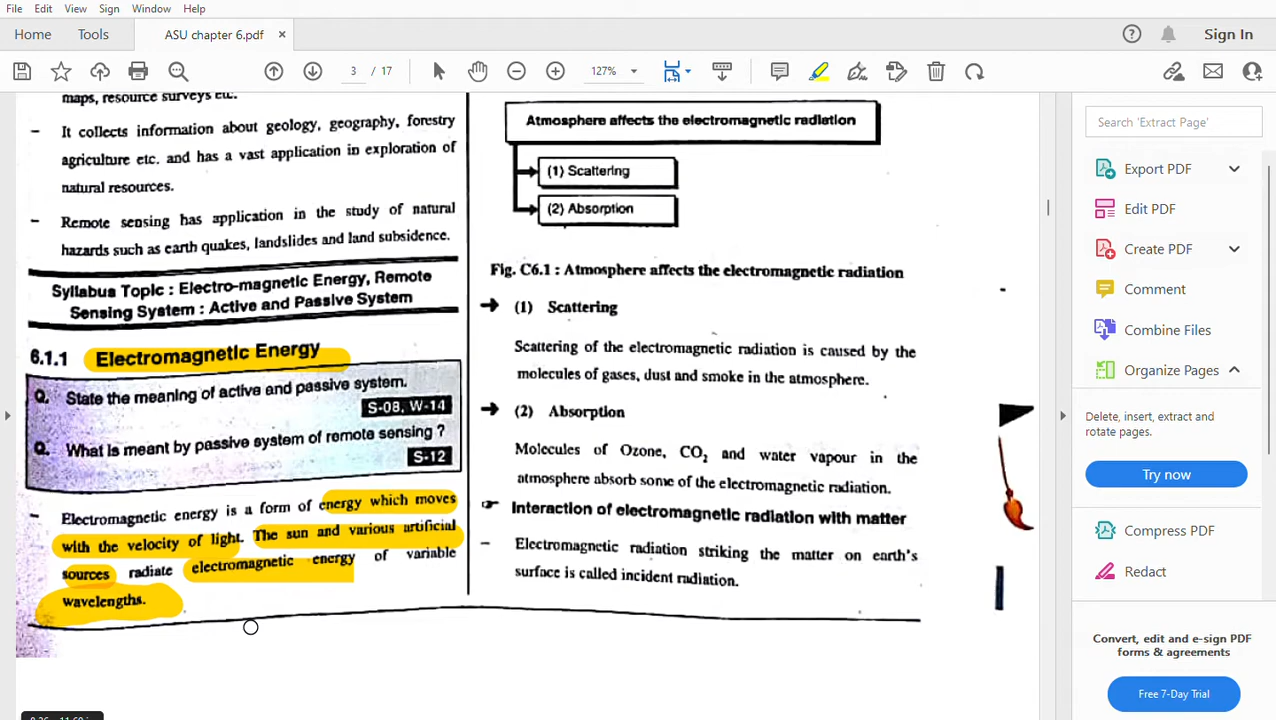 File Edit View Sign Window Help
Home Tools ASU chapter 6.pdf × Sign In
3 / 17 127%
maps, resource surveys etc.
– It collects information about geology, geography, forestry
agriculture etc. and has a vast application in exploration of
natural resources.
– Remote sensing has application in the study of natural
hazards such as earth quakes, landslides and land subsidence.
Syllabus Topic : Electro-magnetic Energy, Remote
Sensing System : Active and Passive System
6.1.1 Electromagnetic Energy
Q. State the meaning of active and passive system.
S-08, W-14
Q. What is meant by passive system of remote sensing ?
S-12
– Electromagnetic energy is a form of energy which moves
with the velocity of light. The sun and various artificial
sources radiate electromagnetic energy of variable
wavelengths.
Atmosphere affects the electromagnetic radiation
(1) Scattering
(2) Absorption
Fig. C6.1 : Atmosphere affects the electromagnetic radiation
→ (1) Scattering
Scattering of the electromagnetic radiation is caused by the
molecules of gases, dust and smoke in the atmosphere.
→ (2) Absorption
Molecules of Ozone, CO₂ and water vapour in the
atmosphere absorb some of the electromagnetic radiation.
☞ Interaction of electromagnetic radiation with matter
– Electromagnetic radiation striking the matter on earth's
surface is called incident radiation.
Search 'Extract Page'
Export PDF
Edit PDF
Create PDF
Comment
Combine Files
Organize Pages
Delete, insert, extract and
rotate pages.
Try now
Compress PDF
Redact
Convert, edit and e-sign PDF
forms & agreements
Free 7-Day Trial